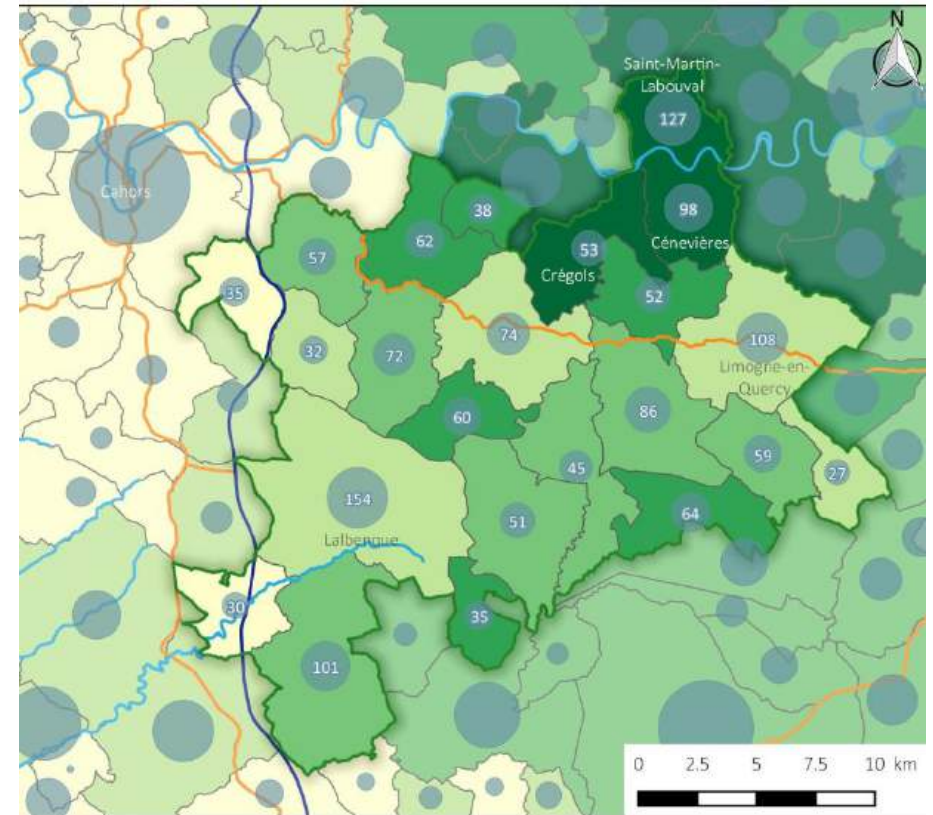 N
Saint-Martin-
Labouval
127
Cahors
38
98
62
53
Cénevières
57
Crégols
35
52
74
108
32
72
Limogne-en-
Quercy
86
60
59
45
27
154
51
64
Lalbenque
30
35
101
0 2.5 5 7.5 10 km